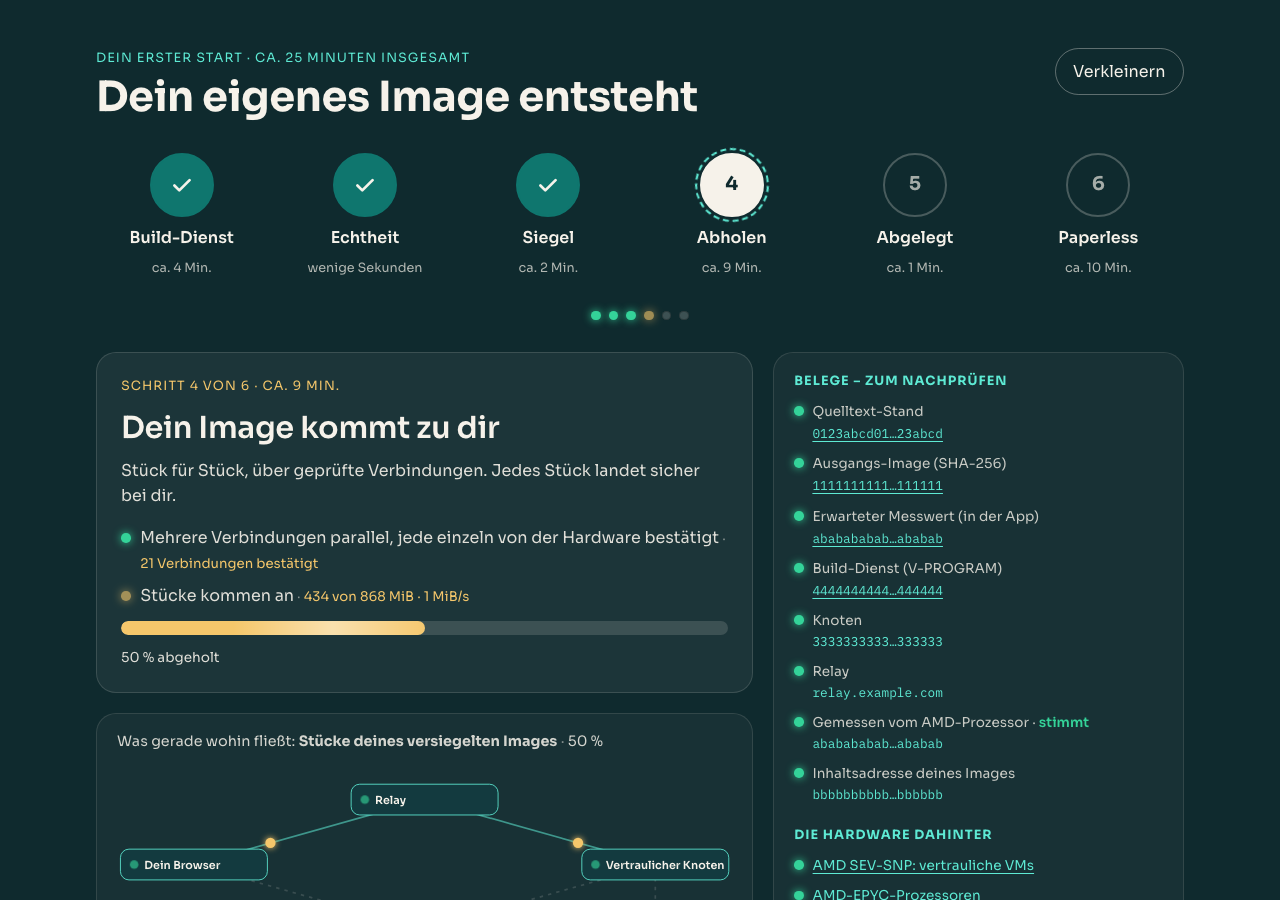 DEIN ERSTER START · CA. 25 MINUTEN INSGESAMT
Dein eigenes Image entsteht
Verkleinern
4
5
6
Build-Dienst
Echtheit
Siegel
Abholen
Abgelegt
Paperless
ca. 4 Min.
wenige Sekunden
ca. 2 Min.
ca. 9 Min.
ca. 1 Min.
ca. 10 Min.
SCHRITT 4 VON 6 · CA. 9 MIN.
Dein Image kommt zu dir
Stück für Stück, über geprüfte Verbindungen. Jedes Stück landet sicher
bei dir.
Mehrere Verbindungen parallel, jede einzeln von der Hardware bestätigt ·
21 Verbindungen bestätigt
Stücke kommen an · 434 von 868 MiB · 1 MiB/s
50 % abgeholt
Was gerade wohin fließt: Stücke deines versiegelten Images · 50 %
Relay
Dein Browser
Vertraulicher Knoten
BELEGE – ZUM NACHPRÜFEN
Quelltext-Stand
0123abcd01…23abcd
Ausgangs-Image (SHA-256)
1111111111…111111
Erwarteter Messwert (in der App)
ababababab…ababab
Build-Dienst (V-PROGRAM)
4444444444…444444
Knoten
3333333333…333333
Relay
relay.example.com
Gemessen vom AMD-Prozessor · stimmt
ababababab…ababab
Inhaltsadresse deines Images
bbbbbbbbbb…bbbbbb
DIE HARDWARE DAHINTER
AMD SEV-SNP: vertrauliche VMs
AMD-EPYC-Prozessoren